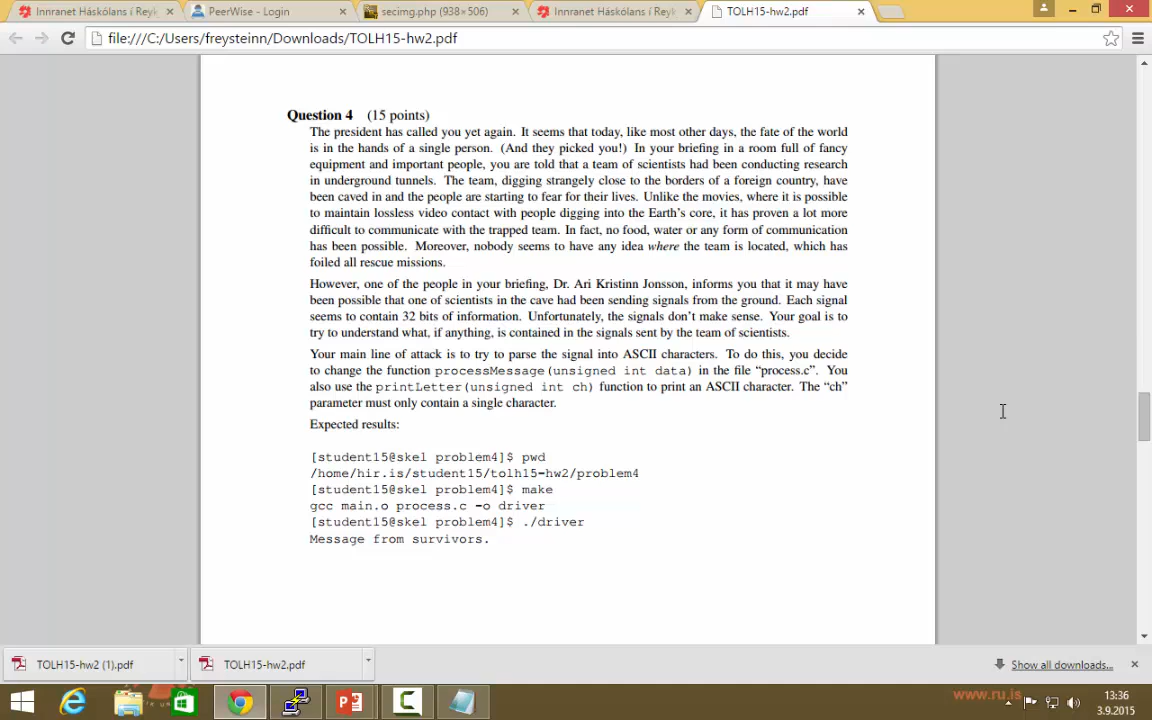 Innranet Háskólans í Reykj
PeerWise - Login
secimg.php (938×506)
Innranet Háskólans í Reykj
TOLH15-hw2.pdf
file:///C:/Users/freysteinn/Downloads/TOLH15-hw2.pdf
Question 4 (15 points)
The president has called you yet again. It seems that today, like most other days, the fate of the world
is in the hands of a single person. (And they picked you!) In your briefing in a room full of fancy
equipment and important people, you are told that a team of scientists had been conducting research
in underground tunnels. The team, digging strangely close to the borders of a foreign country, have
been caved in and the people are starting to fear for their lives. Unlike the movies, where it is possible
to maintain lossless video contact with people digging into the Earth's core, it has proven a lot more
difficult to communicate with the trapped team. In fact, no food, water or any form of communication
has been possible. Moreover, nobody seems to have any idea where the team is located, which has
foiled all rescue missions.
However, one of the people in your briefing, Dr. Ari Kristinn Jonsson, informs you that it may have
been possible that one of scientists in the cave had been sending signals from the ground. Each signal
seems to contain 32 bits of information. Unfortunately, the signals don't make sense. Your goal is to
try to understand what, if anything, is contained in the signals sent by the team of scientists.
Your main line of attack is to try to parse the signal into ASCII characters. To do this, you decide
to change the function processMessage(unsigned int data) in the file "process.c". You
also use the printLetter(unsigned int ch) function to print an ASCII character. The "ch"
parameter must only contain a single character.
Expected results:
[student15@skel problem4]$ pwd
/home/hir.is/student15/tolh15-hw2/problem4
[student15@skel problem4]$ make
gcc main.o process.c -o driver
[student15@skel problem4]$ ./driver
Message from survivors.
TOLH15-hw2 (1).pdf
TOLH15-hw2.pdf
Show all downloads...
www.ru.is
13:36
3.9.2015